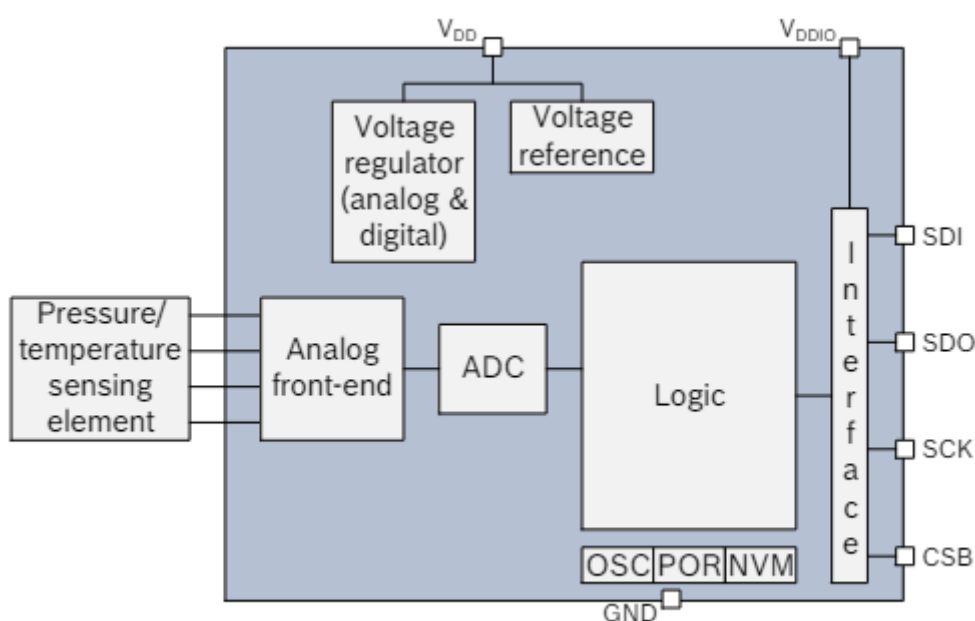 VDD
VDDIO
Voltage
regulator
(analog &
digital)
Voltage
reference
Pressure/
temperature
sensing
element
Analog
front-end
ADC
Logic
Interface
SDI
SDO
SCK
CSB
OSC POR NVM
GND